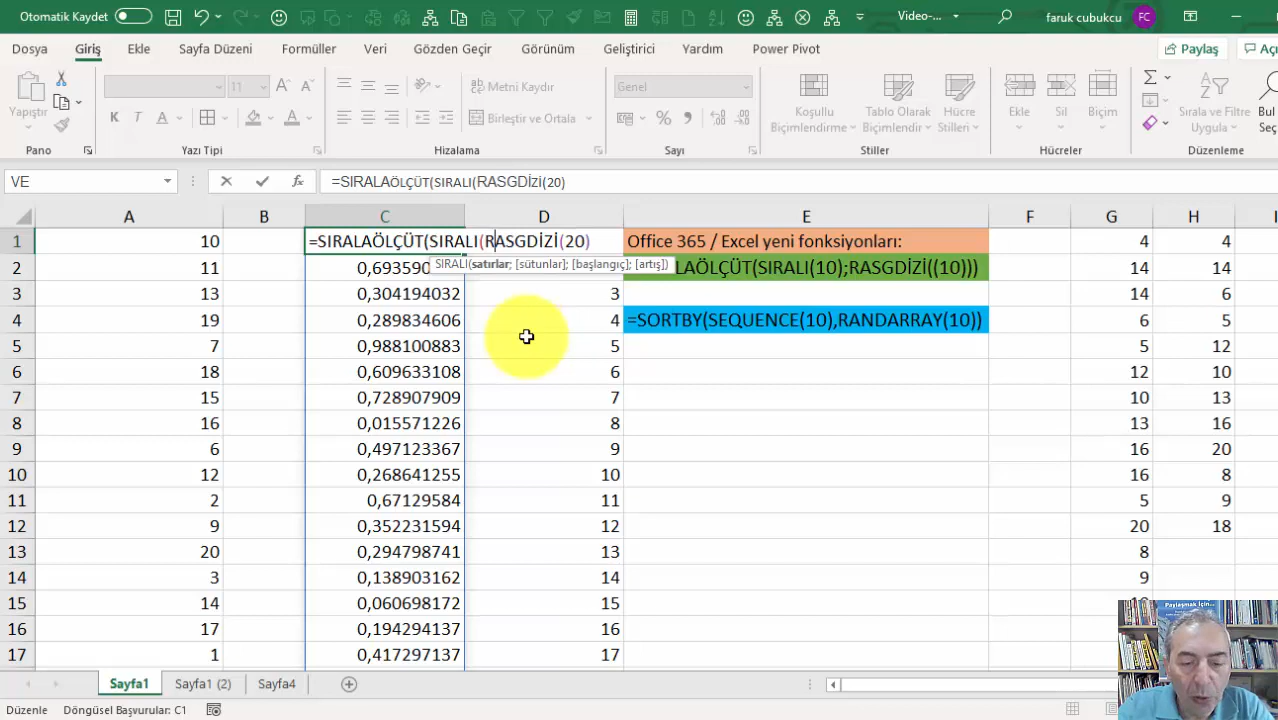 Otomatik Kaydet
Video-...
faruk cubukcu
FC
Dosya
Giriş
Ekle
Sayfa Düzeni
Formüller
Veri
Gözden Geçir
Görünüm
Geliştirici
Yardım
Power Pivot
Paylaş
Yapıştır
Pano
11
K T A
A
Yazı Tipi
Metni Kaydır
Birleştir ve Ortala
Hizalama
Genel
%
Sayı
Koşullu
Biçimlendirme
Tablo Olarak
Biçimlendir
Hücre
Stilleri
Stiller
Ekle
Sil
Biçim
Hücreler
Sırala ve Filtre
Uygula
Bul
Düzenleme
VE
fx
=SIRALAÖLÇÜT(SIRALI(RASGDİZİ(20)
A B C D E F G H
1 10 =SIRALAÖLÇÜT(SIRALI(RASGDİZİ(20) Office 365 / Excel yeni fonksiyonları: 4 4
SIRALI(satırlar; [sütunlar]; [başlangıç]; [artış])
2 11 0,693590 LAÖLÇÜT(SIRALI(10);RASGDİZİ((10))) 14 14
3 13 0,304194032 3 14 6
4 19 0,289834606 4 =SORTBY(SEQUENCE(10),RANDARRAY(10)) 6 5
5 7 0,988100883 5 5 12
6 18 0,609633108 6 12 10
7 15 0,728907909 7 10 13
8 16 0,015571226 8 13 16
9 6 0,497123367 9 16 20
10 12 0,268641255 10 16 8
11 2 0,67129584 11 5 9
12 9 0,352231594 12 20 18
13 20 0,294798741 13 8
14 3 0,138903162 14 9
15 14 0,060698172 15
16 17 0,194294137 16
17 1 0,417297137 17
Sayfa1
Sayfa1 (2)
Sayfa4
Düzenle
Döngüsel Başvurular: C1